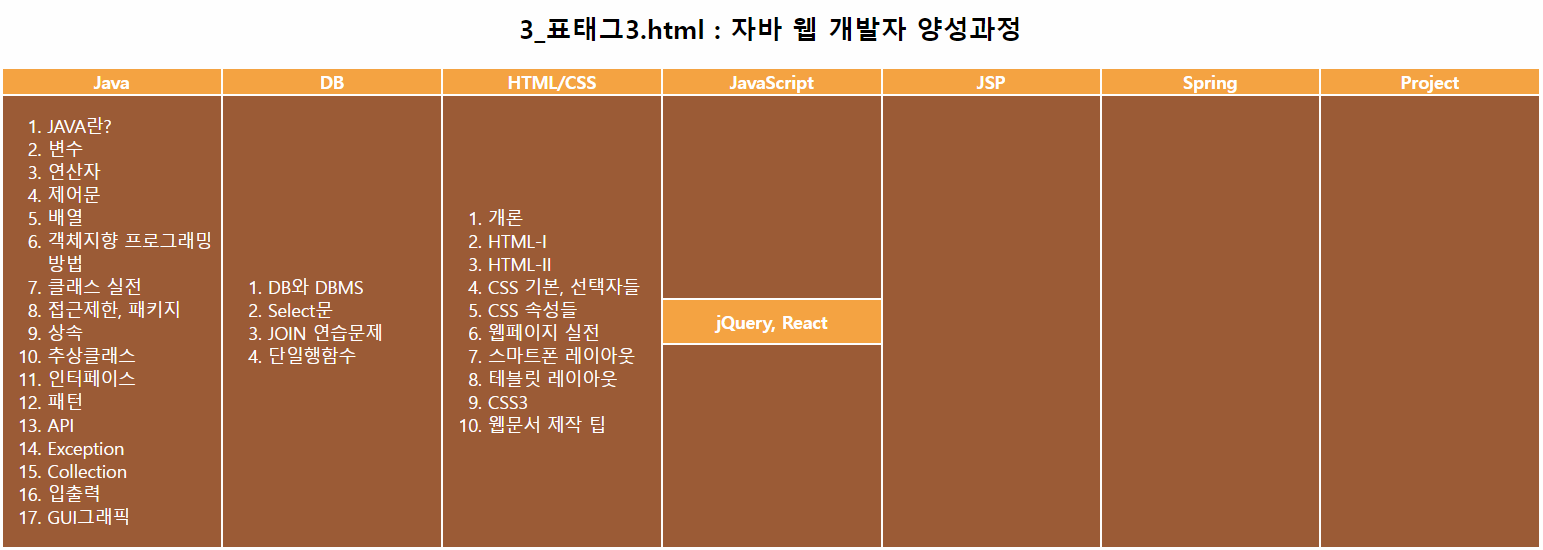 3_표태그3.html : 자바 웹 개발자 양성과정
Java DB HTML/CSS JavaScript JSP Spring Project
1. JAVA란?
2. 변수
3. 연산자
4. 제어문
5. 배열
6. 객체지향 프로그래밍
방법
7. 클래스 실전
8. 접근제한, 패키지
9. 상속
10. 추상클래스
11. 인터페이스
12. 패턴
13. API
14. Exception
15. Collection
16. 입출력
17. GUI그래픽
1. DB와 DBMS
2. Select문
3. JOIN 연습문제
4. 단일행함수
1. 개론
2. HTML-I
3. HTML-II
4. CSS 기본, 선택자들
5. CSS 속성들
6. 웹페이지 실전
7. 스마트폰 레이아웃
8. 테블릿 레이아웃
9. CSS3
10. 웹문서 제작 팁
jQuery, React